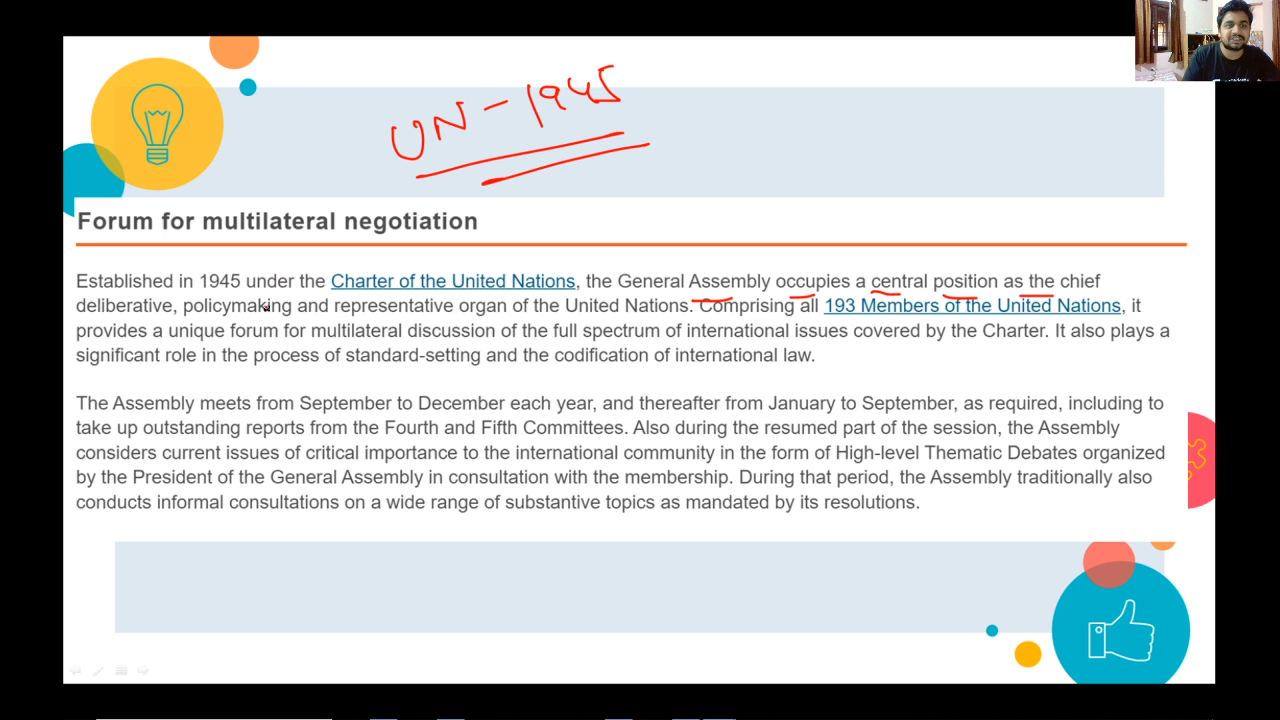 UN - 1945
Forum for multilateral negotiation
Established in 1945 under the Charter of the United Nations, the General Assembly occupies a central position as the chief
deliberative, policymaking and representative organ of the United Nations. Comprising all 193 Members of the United Nations, it
provides a unique forum for multilateral discussion of the full spectrum of international issues covered by the Charter. It also plays a
significant role in the process of standard-setting and the codification of international law.
The Assembly meets from September to December each year, and thereafter from January to September, as required, including to
take up outstanding reports from the Fourth and Fifth Committees. Also during the resumed part of the session, the Assembly
considers current issues of critical importance to the international community in the form of High-level Thematic Debates organized
by the President of the General Assembly in consultation with the membership. During that period, the Assembly traditionally also
conducts informal consultations on a wide range of substantive topics as mandated by its resolutions.